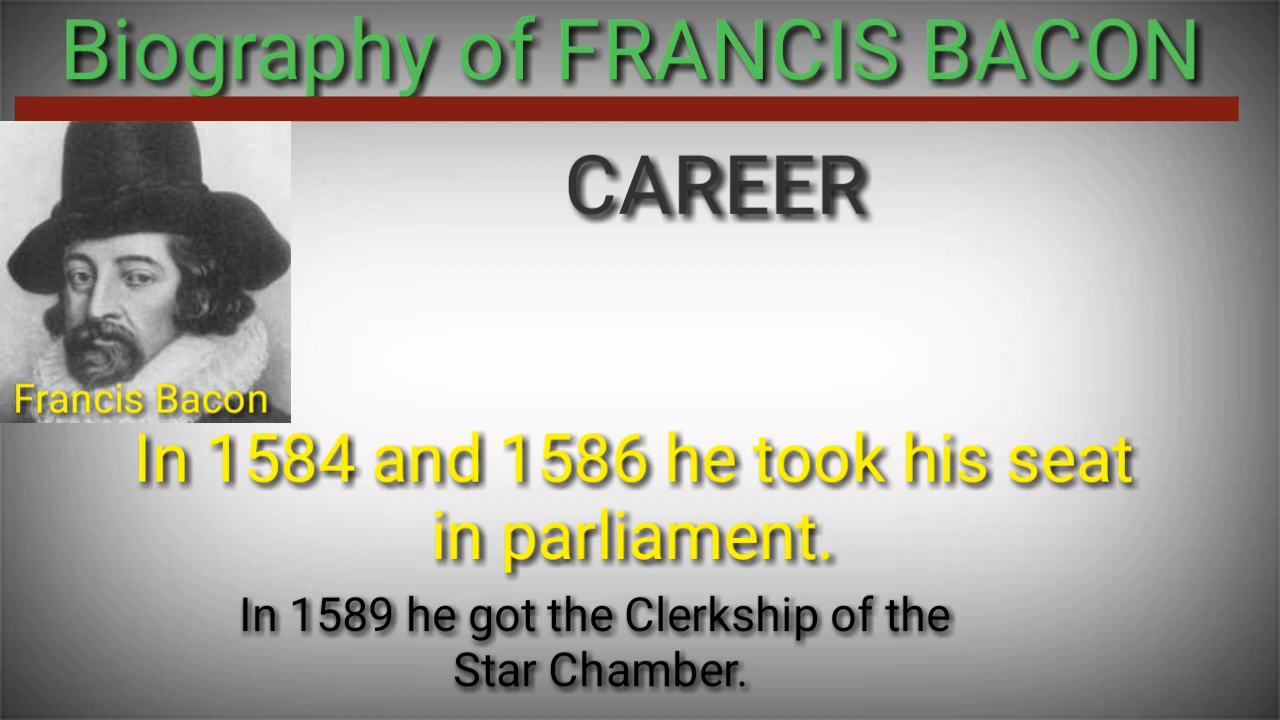 Biography of FRANCIS BACON
CAREER
Francis Bacon
In 1584 and 1586 he took his seat
in parliament.
In 1589 he got the Clerkship of the
Star Chamber.